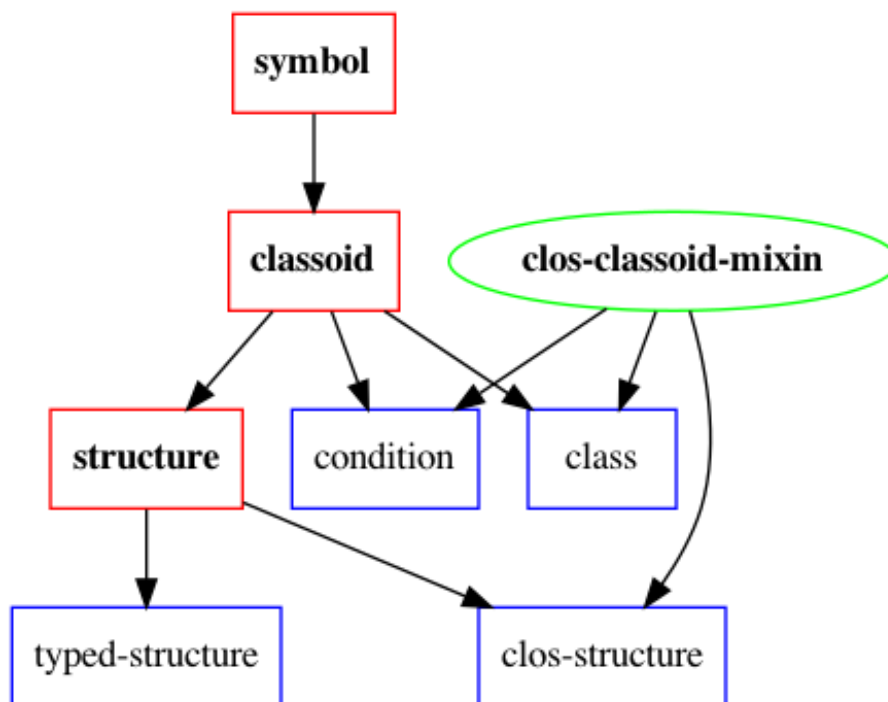 symbol
classoid
clos-classoid-mixin
structure
condition
class
typed-structure
clos-structure